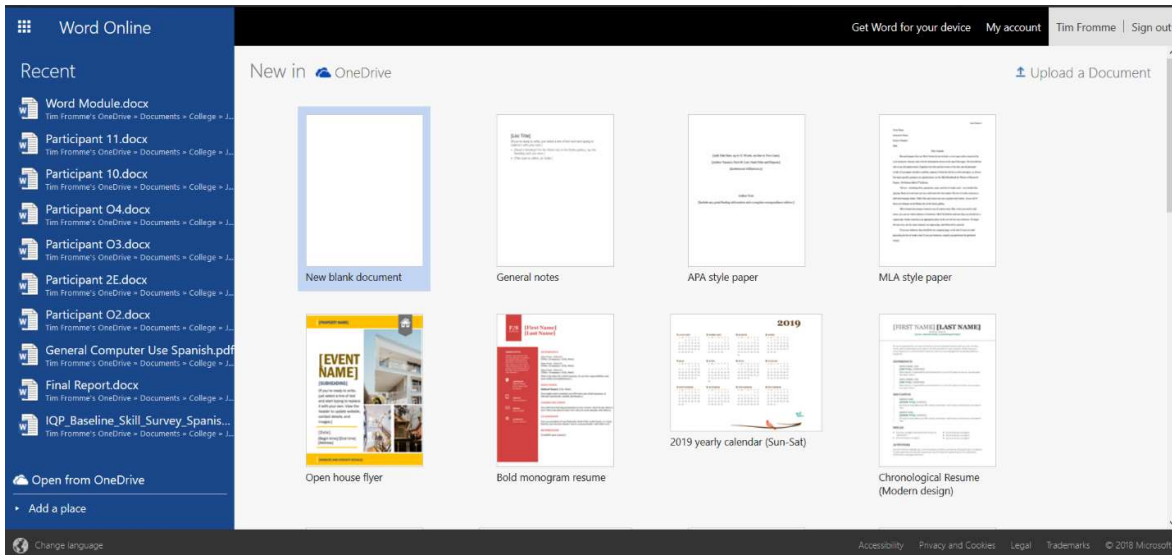 Word Online
Get Word for your device My account Tim Fromme | Sign out
Recent
Word Module.docx
Tim Fromme's OneDrive » Documents » College » J...
Participant 11.docx
Tim Fromme's OneDrive » Documents » College » J...
Participant 10.docx
Tim Fromme's OneDrive » Documents » College » J...
Participant O4.docx
Tim Fromme's OneDrive » Documents » College » J...
Participant O3.docx
Tim Fromme's OneDrive » Documents » College » J...
Participant 2E.docx
Tim Fromme's OneDrive » Documents » College » J...
Participant O2.docx
Tim Fromme's OneDrive » Documents » College » J...
General Computer Use Spanish.pdf
Tim Fromme's OneDrive » Documents » College » J...
Final Report.docx
Tim Fromme's OneDrive » Documents » College » J...
IQP_Baseline_Skill_Survey_Spanis...
Tim Fromme's OneDrive » Documents » College » J...
Open from OneDrive
Add a place
New in OneDrive
Upload a Document
New blank document
General notes
APA style paper
MLA style paper
[EVENT
NAME]
Open house flyer
[First Name]
[Last Name]
Bold monogram resume
2019
2019 yearly calendar (Sun-Sat)
[FIRST NAME] [LAST NAME]
Chronological Resume
(Modern design)
Change language
Accessibility Privacy and Cookies Legal Trademarks © 2018 Microsoft